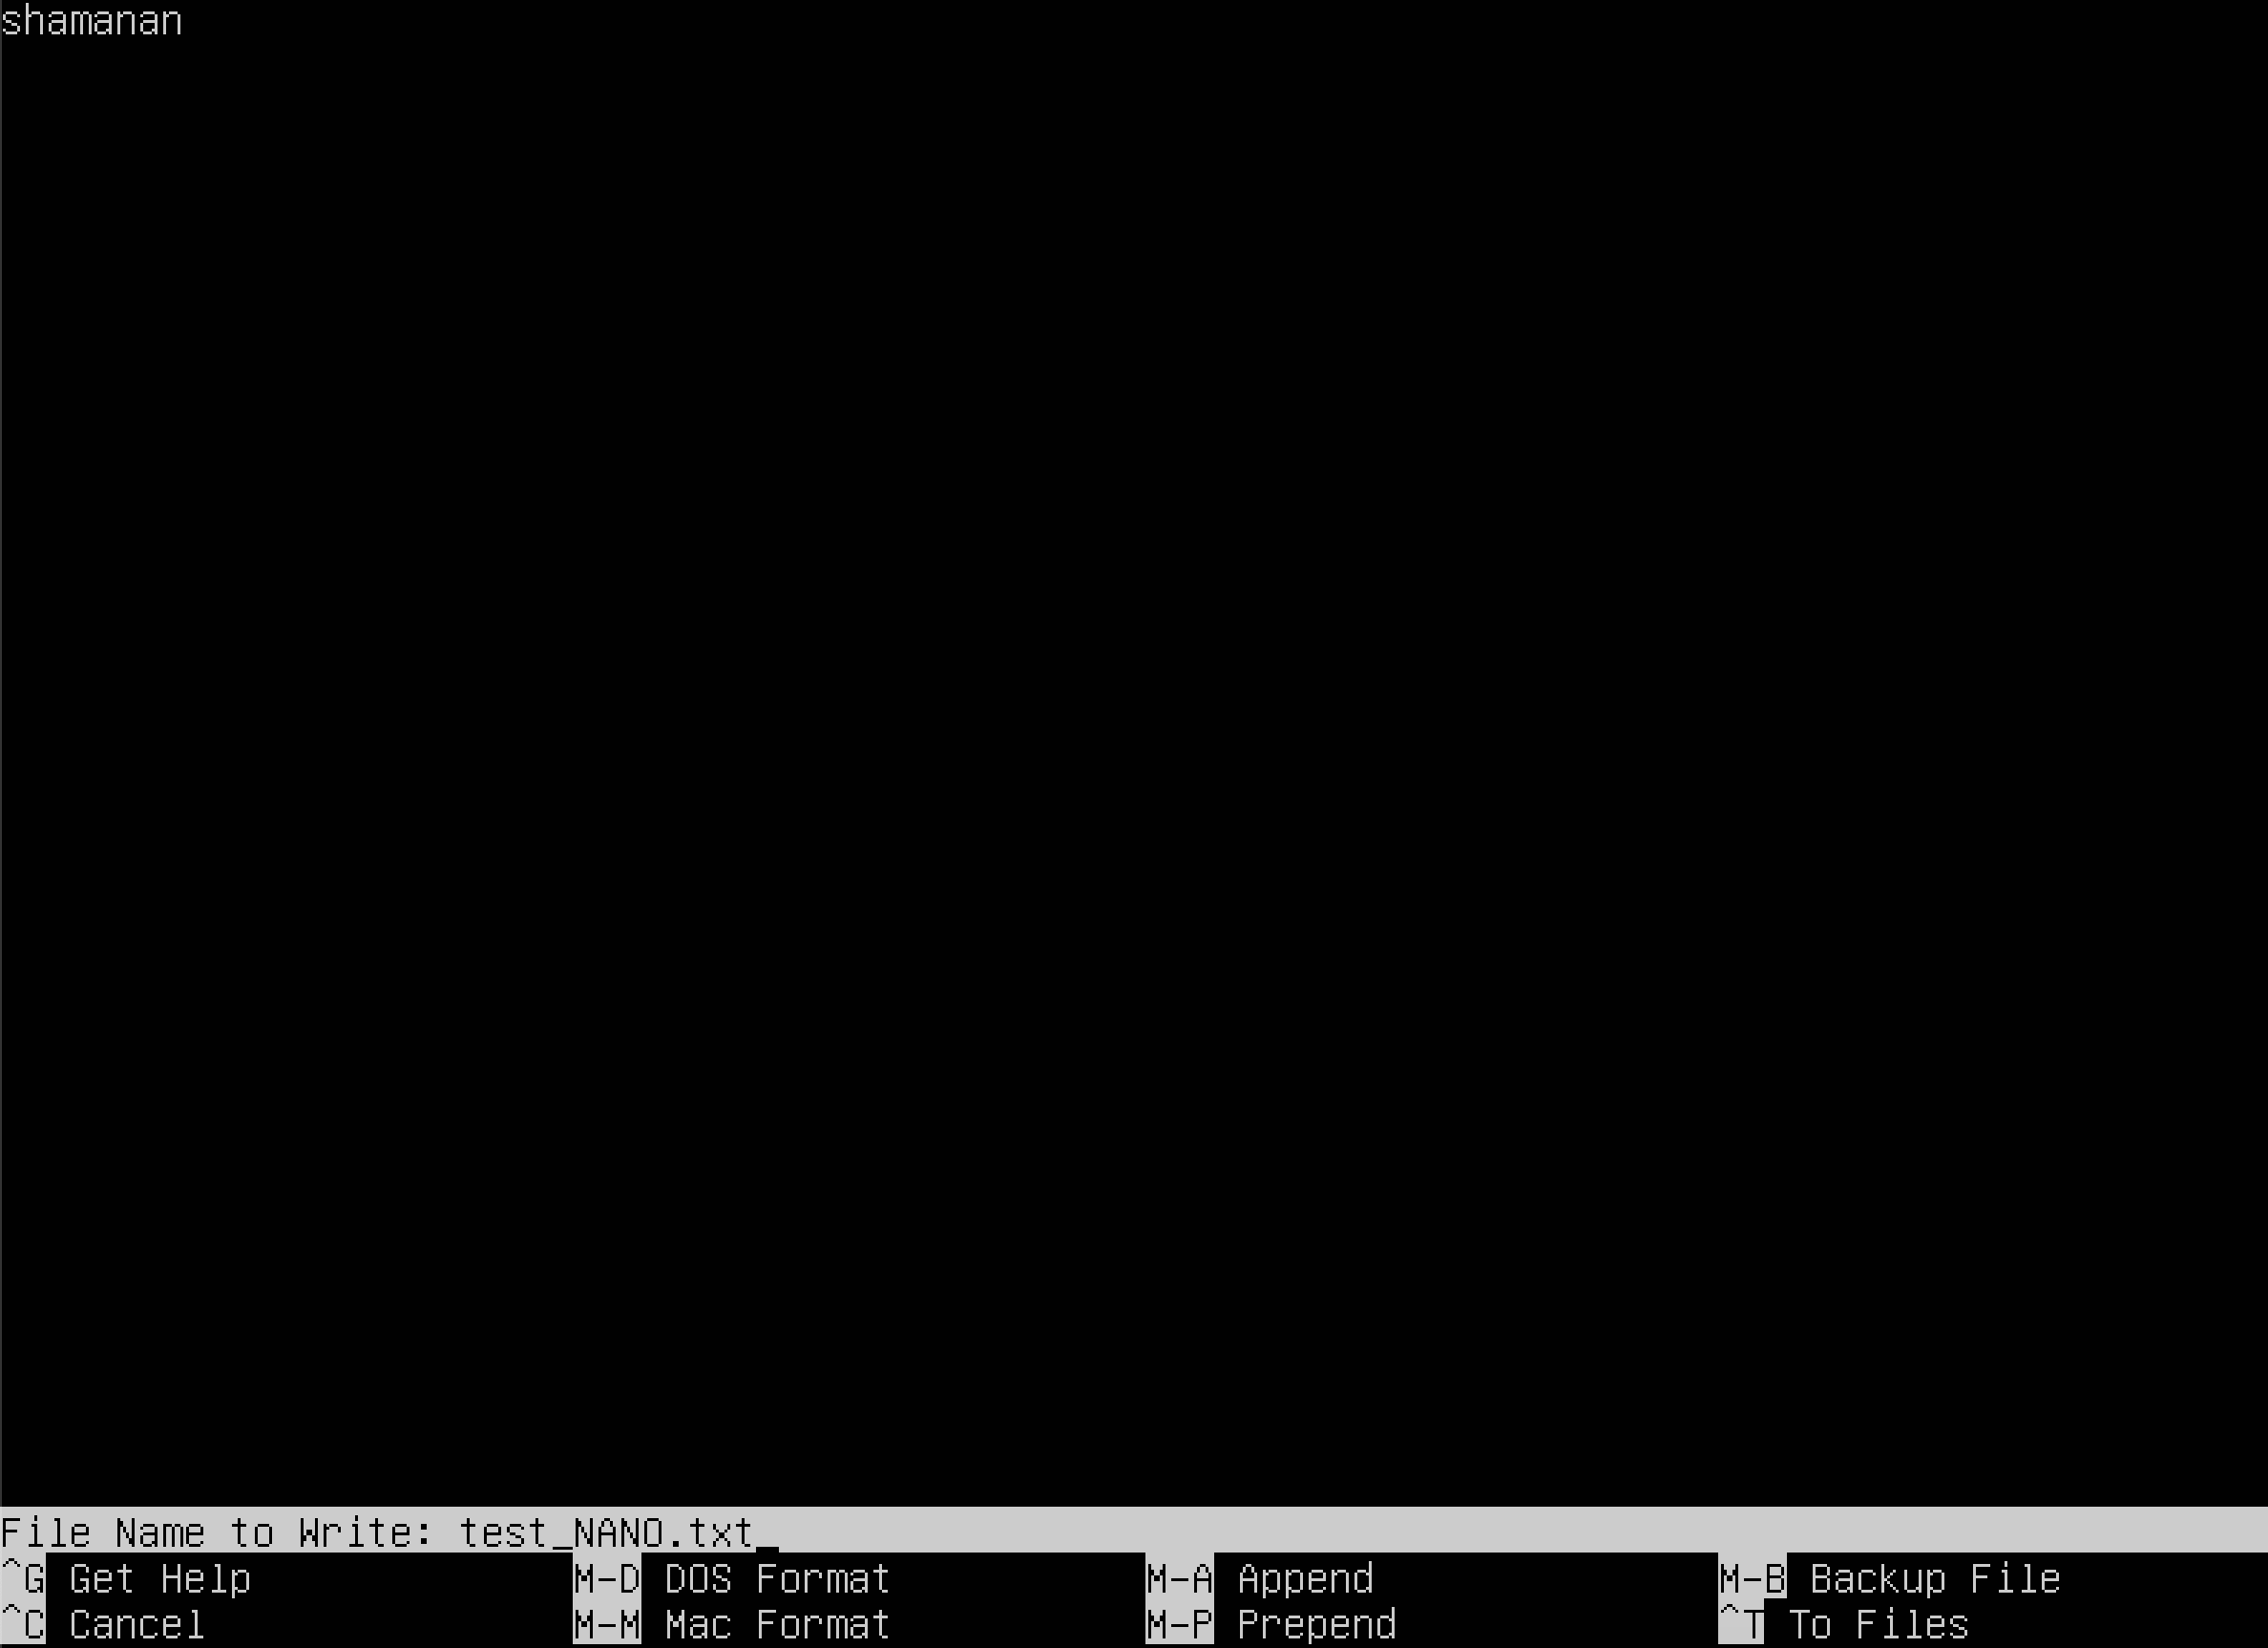 shamanan
File Name to Write: test_NANO.txt
^G Get Help M-D DOS Format M-A Append M-B Backup File
^C Cancel M-M Mac Format M-P Prepend ^T To Files